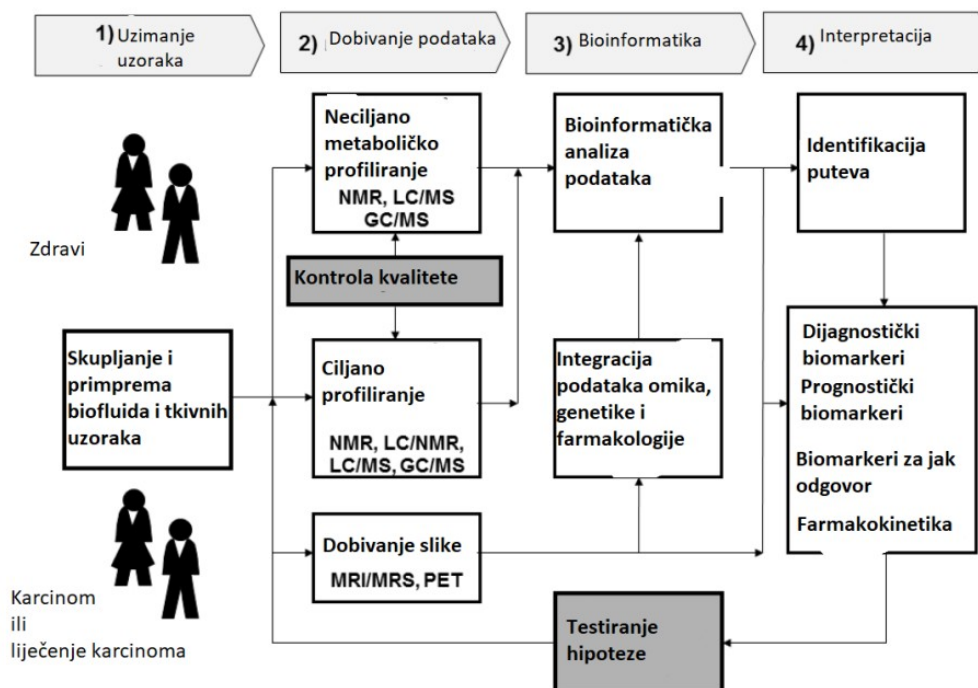 1) Uzimanje
uzoraka
2) Dobivanje podataka
3) Bioinformatika
4) Interpretacija
Zdravi
Skupljanje i
primprema
biofluida i tkivnih
uzoraka
Karcinom
ili
liječenje karcinoma
Neciljano
metaboličko
profiliranje
NMR, LC/MS
GC/MS
Kontrola kvalitete
Ciljano
profiliranje
NMR, LC/NMR,
LC/MS, GC/MS
Dobivanje slike
MRI/MRS, PET
Bioinformatička
analiza
podataka
Integracija
podataka omika,
genetike i
farmakologije
Identifikacija
puteva
Dijagnostički
biomarkeri
Prognostički
biomarkeri
Biomarkeri za jak
odgovor
Farmakokinetika
Testiranje
hipoteze